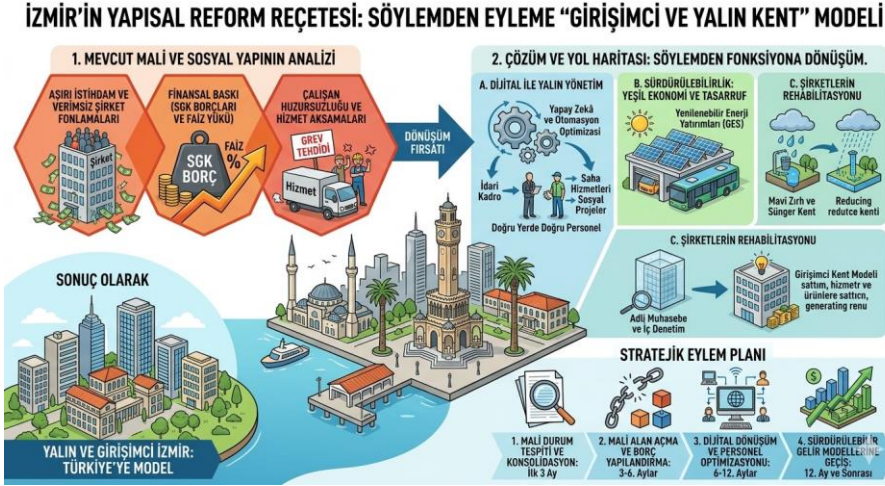 İZMİR'İN YAPISAL REFORM REÇETESİ: SÖYLEMDEN EYLEME “GİRİŞİMCİ VE YALIN KENT” MODELİ
1. MEVCUT MALİ VE SOSYAL YAPININ ANALİZİ
AŞIRI İSTİHDAM VE
VERİMSİZ ŞİRKET
FONLAMALARI
Şirket
FİNANSAL BASKI
(SGK BORÇLARI
VE FAİZ YÜKÜ)
FAİZ
%
SGK
BORÇ
ÇALIŞAN
HUZURSUZLUĞU VE
HİZMET AKSAMALARI
GREV
TEHDİDİ
Hizmet
DÖNÜŞÜM
FIRSATI
2. ÇÖZÜM VE YOL HARİTASI: SÖYLEMDEN FONKSİYONA DÖNÜŞÜM.
A. DİJİTAL İLE YALIN YÖNETİM
Yapay Zekâ
ve Otomasyon
Optimizasi
İdari
Kadro
Saha
Hizmetleri
Sosyal
Projeler
Doğru Yerde Doğru Personel
B. SÜRDÜRÜLEBİLİRLİK:
YEŞİL EKONOMİ VE TASARRUF
Yenilenebilir Enerji
Yatırımları (GES)
C. ŞİRKETLERİN
REHABİLITASYONU
Mavi Zırh ve
Sünger Kent
Reducing
redutce kenti
C. ŞİRKETLERİN REHABİLITASYONU
Adli Muhasebe
ve İç Denetim
Girişimci Kent Modeli
sattım, hizmetr ve
ürünlere satticn,
generating renu
SONUÇ OLARAK
YALIN VE GİRİŞİMCİ İZMİR:
TÜRKİYE'YE MODEL
STRATEJİK EYLEM PLANI
1. MALİ DURUM
TESPİTİ VE
KONSOLİDASYON:
İlk 3 Ay
2. MALİ ALAN AÇMA
VE BORÇ
YAPILANDIRMA:
3-6. Aylar
3. DİJİTAL DÖNÜŞÜM
VE PERSONEL
OPTİMİZASYONU:
6-12. Aylar
4. SÜRDÜRÜLEBİLİR
GELİR MODELLERİNE
GEÇİŞ:
12. Ay ve Sonrası